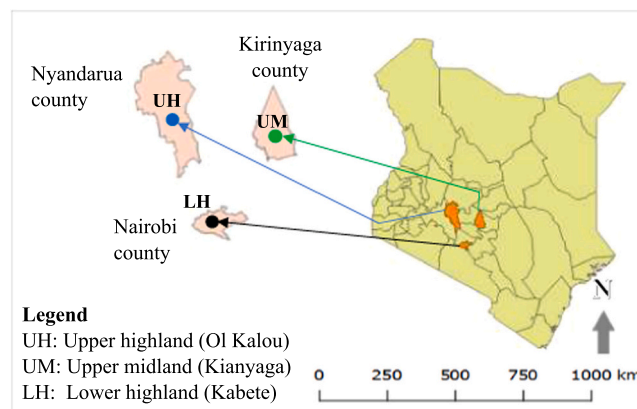 Kirinyaga
county
Nyandarua
county
UH
UM
LH
Nairobi
county
Legend
UH: Upper highland (Ol Kalou)
UM: Upper midland (Kianyaga)
LH: Lower highland (Kabete)
N
0 250 500 750 1000 km